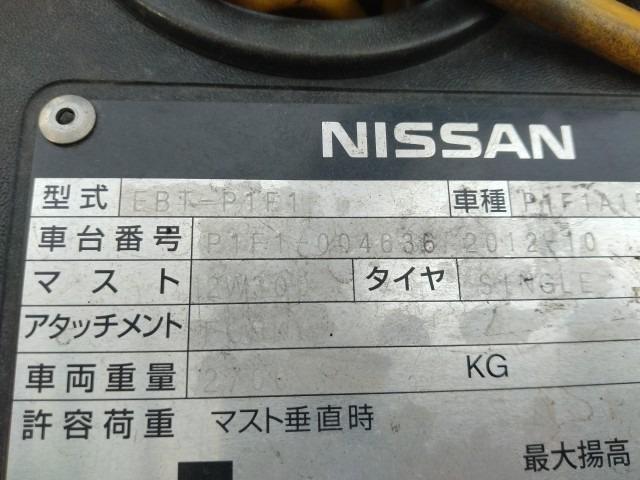 NISSAN
型式 EBT-P1F1 車種 P1F1A1
車台番号 P1F1-004636 2012-10
マスト 2W30 タイヤ SINGLE
アタッチメント
車両重量 KG
許容荷重 マスト垂直時
最大揚高